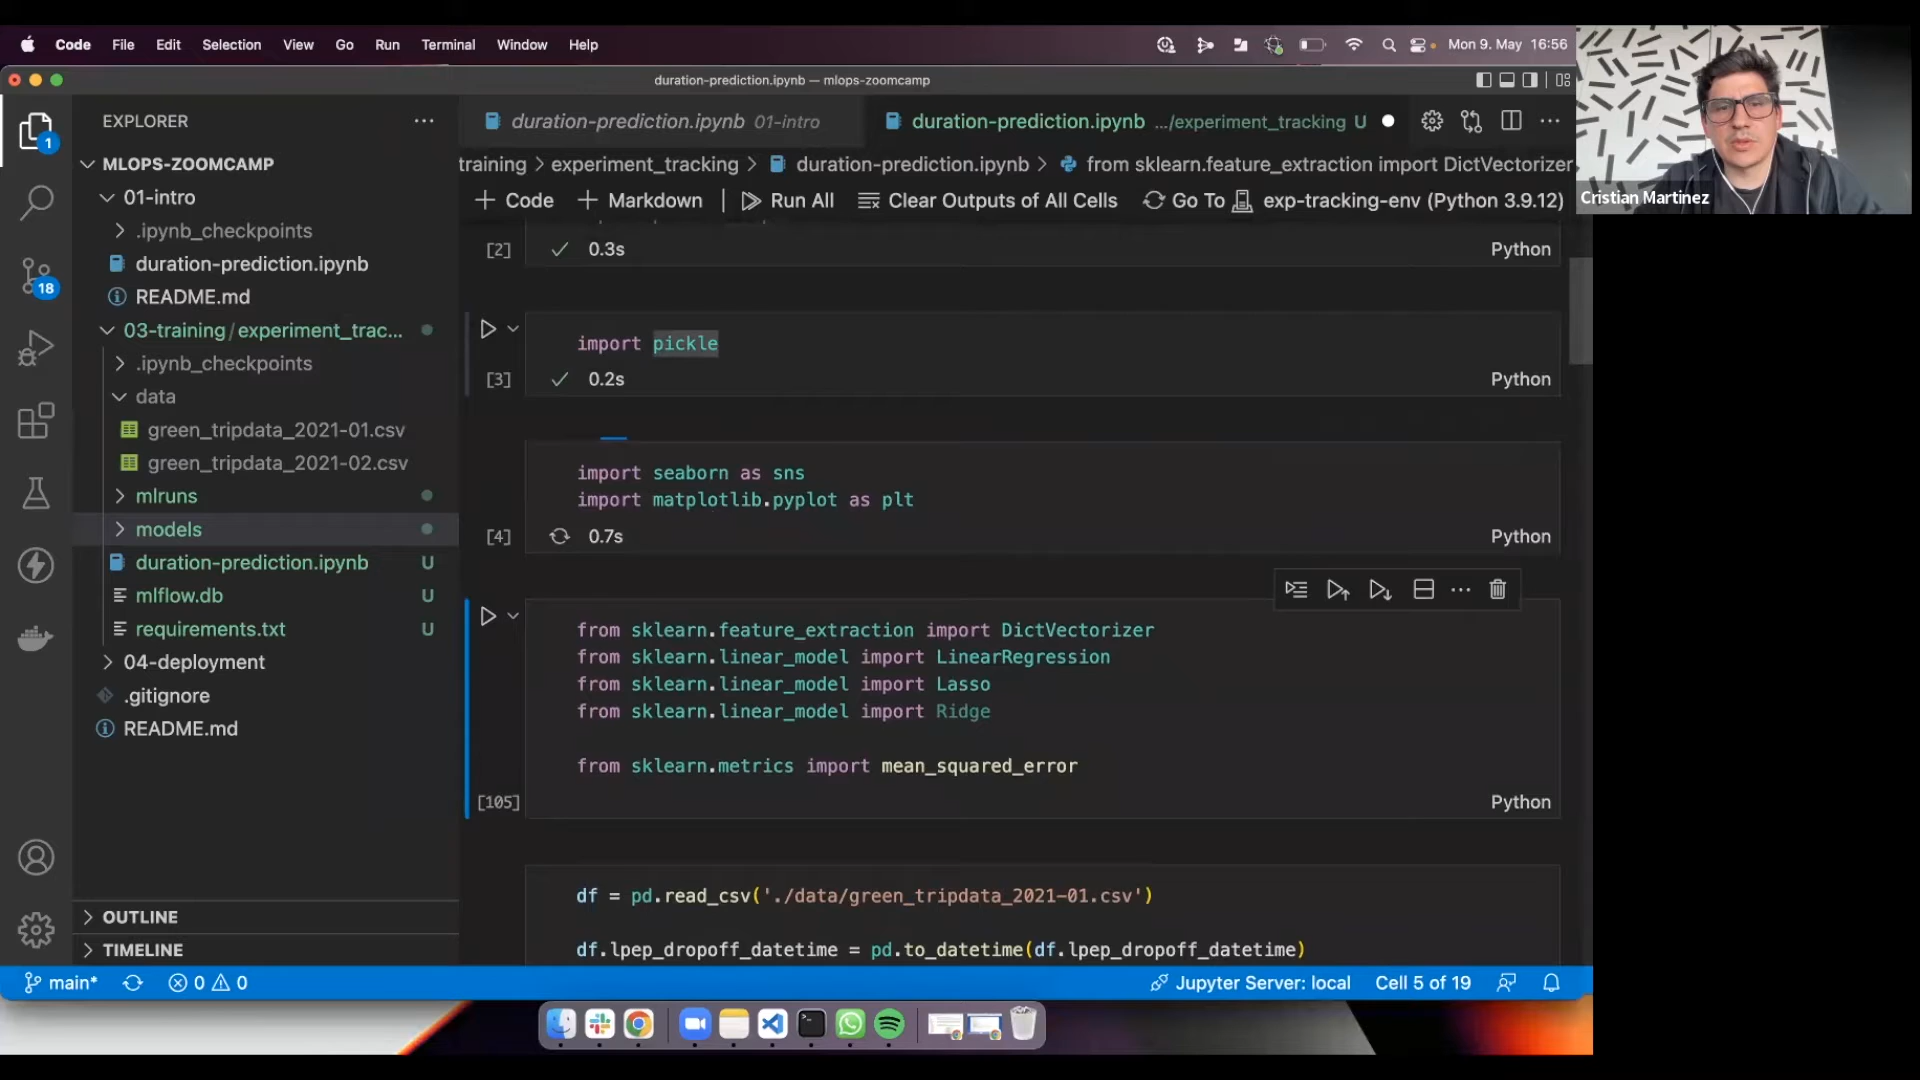 Code File Edit Selection View Go Run Terminal Window Help
Mon 9. May 16:56
duration-prediction.ipynb — mlops-zoomcamp
EXPLORER
MLOPS-ZOOMCAMP
01-intro
.ipynb_checkpoints
duration-prediction.ipynb
README.md
03-training/experiment_trac...
.ipynb_checkpoints
data
green_tripdata_2021-01.csv
green_tripdata_2021-02.csv
mlruns
models
duration-prediction.ipynb U
mlflow.db U
requirements.txt U
04-deployment
.gitignore
README.md
OUTLINE
TIMELINE
1
18
duration-prediction.ipynb 01-intro
duration-prediction.ipynb .../experiment_tracking U
training > experiment_tracking > duration-prediction.ipynb > from sklearn.feature_extraction import DictVectorizer
Code Markdown Run All Clear Outputs of All Cells Go To exp-tracking-env (Python 3.9.12)
[2] 0.3s Python
import pickle
[3] 0.2s Python
import seaborn as sns
import matplotlib.pyplot as plt
[4] 0.7s Python
from sklearn.feature_extraction import DictVectorizer
from sklearn.linear_model import LinearRegression
from sklearn.linear_model import Lasso
from sklearn.linear_model import Ridge
from sklearn.metrics import mean_squared_error
[105] Python
df = pd.read_csv('./data/green_tripdata_2021-01.csv')
df.lpep_dropoff_datetime = pd.to_datetime(df.lpep_dropoff_datetime)
main* 0 0
Jupyter Server: local Cell 5 of 19
Cristian Martinez